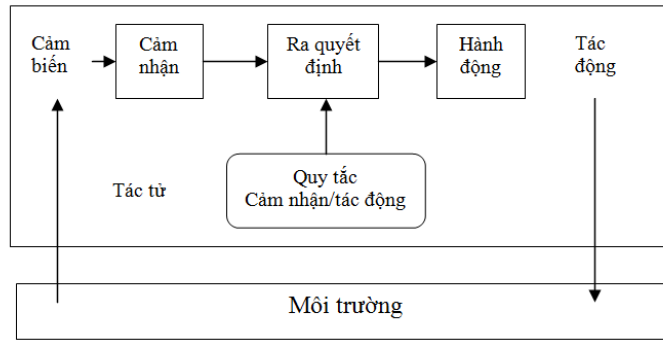 Cảm
biến
Cảm
nhận
Ra quyết
định
Hành
động
Tác
động
Quy tắc
Cảm nhận/tác động
Tác tử
Môi trường